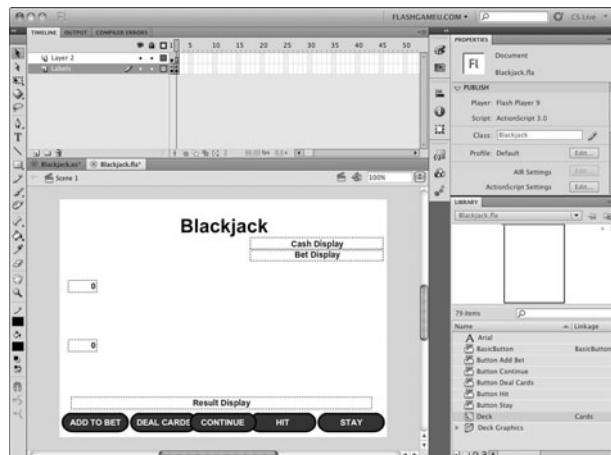 FLASHGAMEU.COM
CS Live
TIMELINE OUTPUT COMPILER ERRORS
1 5 10 15 20 25 30 35 40 45 50
Layer 2
Labels
Blackjack.as* Blackjack.fla*
Scene 1
100%
Blackjack
Cash Display
Bet Display
0
0
Result Display
ADD TO BET DEAL CARDS CONTINUE HIT STAY
PROPERTIES
Fl
Document
Blackjack.fla
PUBLISH
Player: Flash Player 9
Script: ActionScript 3.0
Class: Blackjack
Profile: Default Edit...
AIR Settings Edit...
ActionScript Settings Edit...
LIBRARY
Blackjack.fla
79 items
Name Linkage
A Arial
BasicButton BasicButton
Button Add Bet
Button Continue
Button Deal Cards
Button Hit
Button Stay
Deck Cards
Deck Graphics